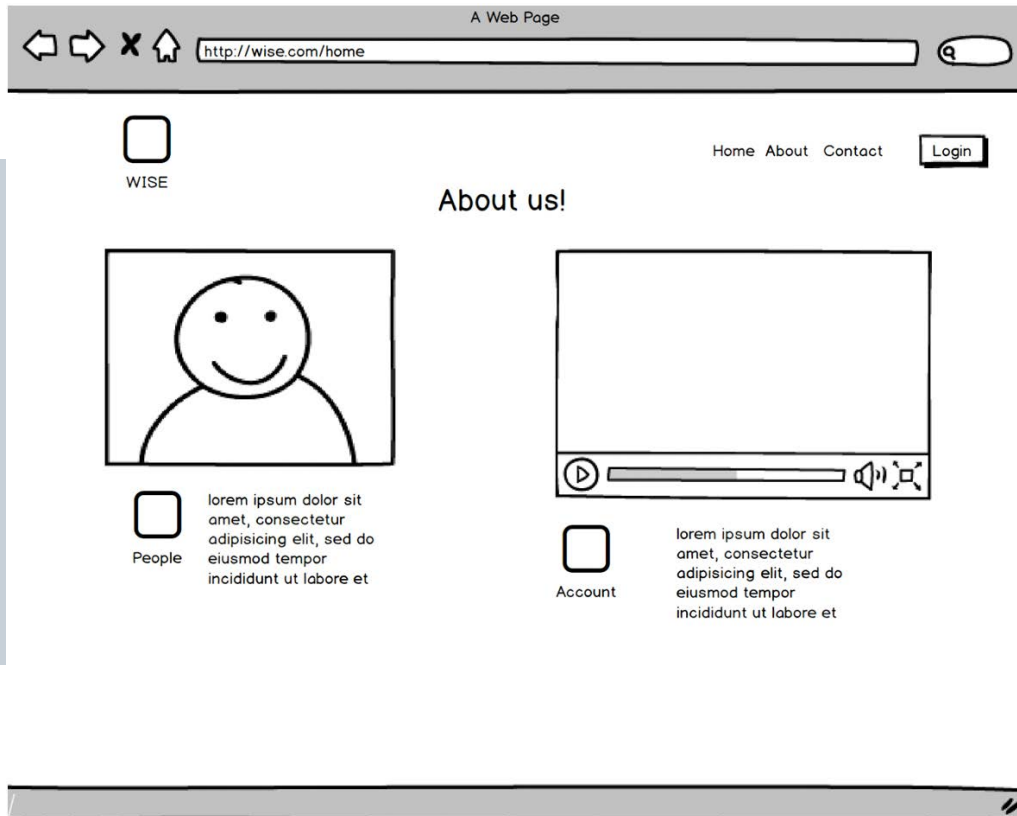 A Web Page
http://wise.com/home
WISE
Home About Contact
Login
About us!
People
lorem ipsum dolor sit
amet, consectetur
adipisicing elit, sed do
eiusmod tempor
incididunt ut labore et
Account
lorem ipsum dolor sit
amet, consectetur
adipisicing elit, sed do
eiusmod tempor
incididunt ut labore et